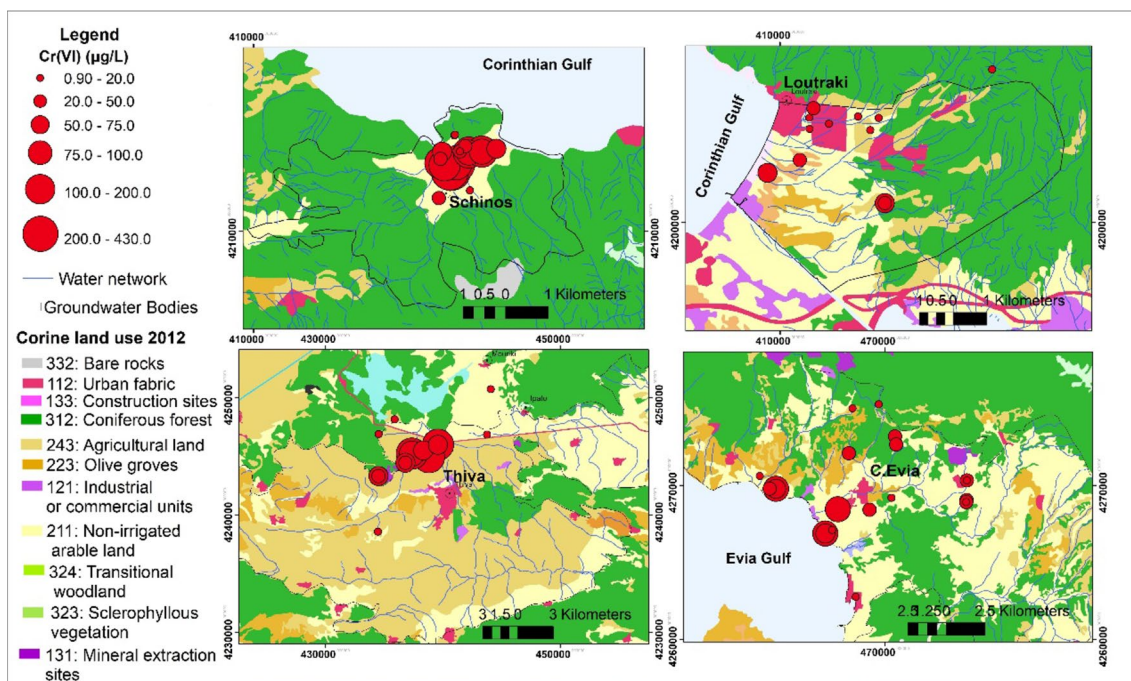 Legend
Cr(VI) (µg/L)
0.90 - 20.0
20.0 - 50.0
50.0 - 75.0
75.0 - 100.0
100.0 - 200.0
200.0 - 430.0
Water network
Groundwater Bodies
Corine land use 2012
332: Bare rocks
112: Urban fabric
133: Construction sites
312: Coniferous forest
243: Agricultural land
223: Olive groves
121: Industrial
or commercial units
211: Non-irrigated
arable land
324: Transitional
woodland
323: Sclerophyllous
vegetation
131: Mineral extraction
sites
410000
Corinthian Gulf
Schinos
4210000
4210000
1 0.5 0 1 Kilometers
410000
410000
Loutraki
Loutraki
Corinthian Gulf
4200000
4200000
1 0.5 0 1 Kilometers
410000
450000
4250000
4250000
Mouriki
Ipato
Thiva
4240000
4240000
3 1.5 0 3 Kilometers
4230000
4230000
430000
450000
470000
C.Evia
4270000
4270000
Evia Gulf
2.5 1.25 0 2.5 Kilometers
4260000
4260000
470000